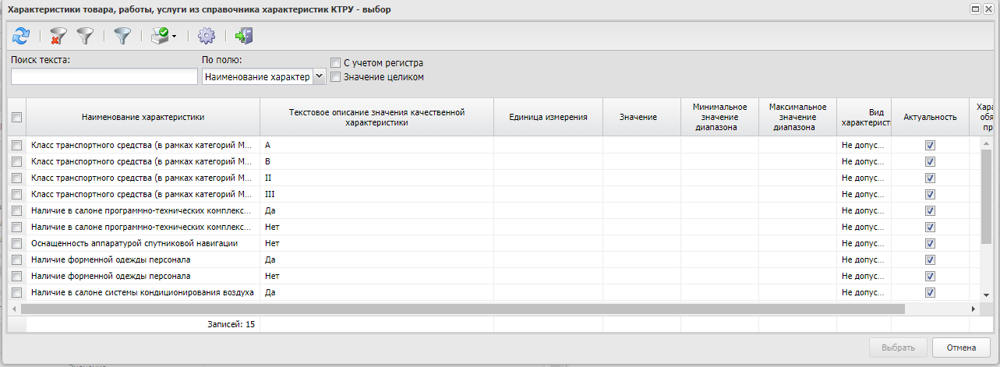 Характеристики товара, работы, услуги из справочника характеристик КТРУ - выбор
Поиск текста:
По полю:
Наименование характер
С учетом регистра
Значение целиком
Наименование характеристики
Текстовое описание значения качественной характеристики
Единица измерения
Значение
Минимальное значение диапазона
Максимальное значение диапазона
Вид характерист
Актуальность
Хара обя пр
Класс транспортного средства (в рамках категорий М... A Не допус...
Класс транспортного средства (в рамках категорий М... B Не допус...
Класс транспортного средства (в рамках категорий М... II Не допус...
Класс транспортного средства (в рамках категорий М... III Не допус...
Наличие в салоне программно-технических комплекс... Да Не допус...
Наличие в салоне программно-технических комплекс... Нет Не допус...
Оснащенность аппаратурой спутниковой навигации Нет Не допус...
Наличие форменной одежды персонала Да Не допус...
Наличие форменной одежды персонала Нет Не допус...
Наличие в салоне системы кондиционирования воздуха Да Не допус...
Записей: 15
Выбрать
Отмена